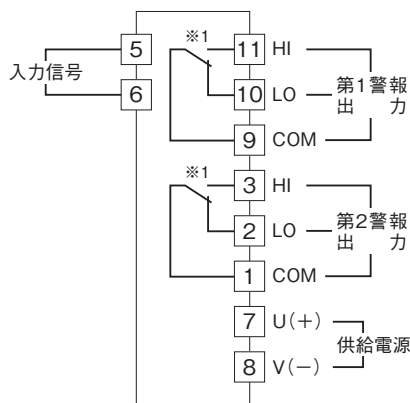 5
6
入力信号
※1
11 HI
10 LO
9 COM
第1警報
出 力
※1
3 HI
2 LO
1 COM
第2警報
出 力
7 U(+)
8 V(−)
供給電源